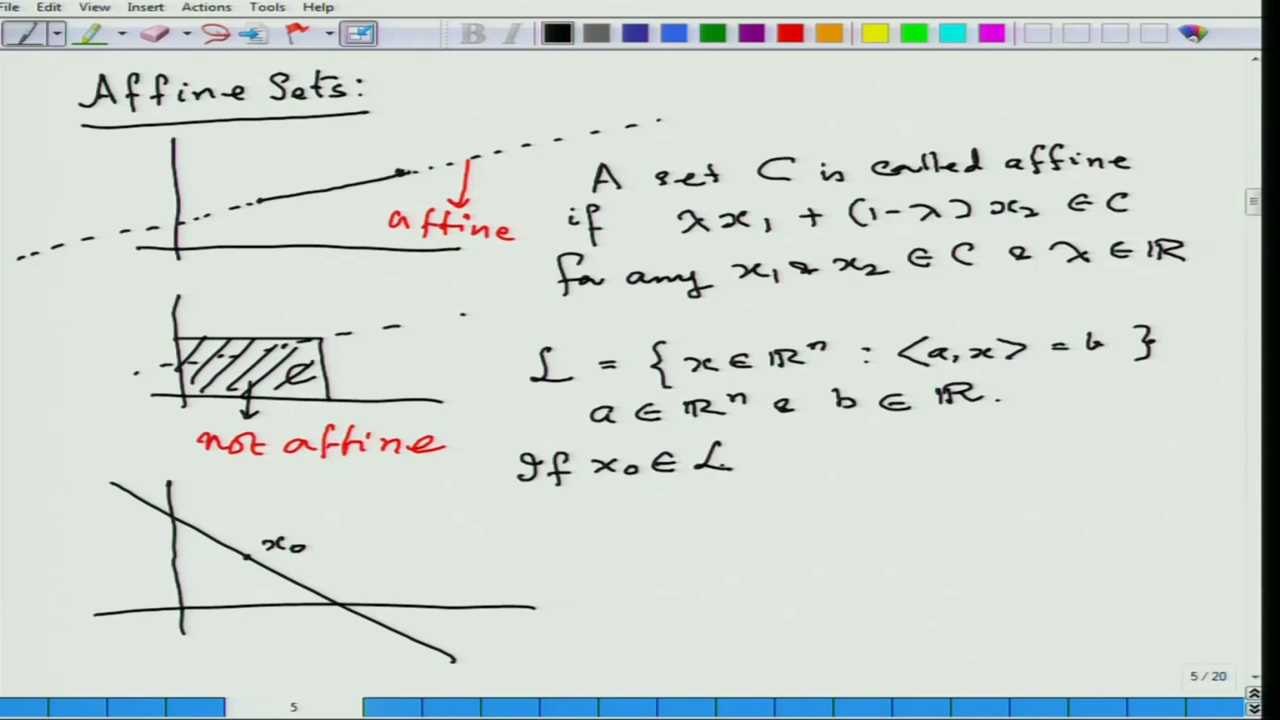 File Edit View Insert Actions Tools Help
B I
Affine Sets:
affine
A set C is called affine
if λx₁ + (1-λ)x₂ ∈ C
for any x₁ & x₂ ∈ C & λ ∈ ℝ
C
not affine
L = {x ∈ ℝⁿ : <a,x> = b }
a ∈ ℝⁿ & b ∈ ℝ.
If x₀ ∈ L
x₀
5 / 20
5